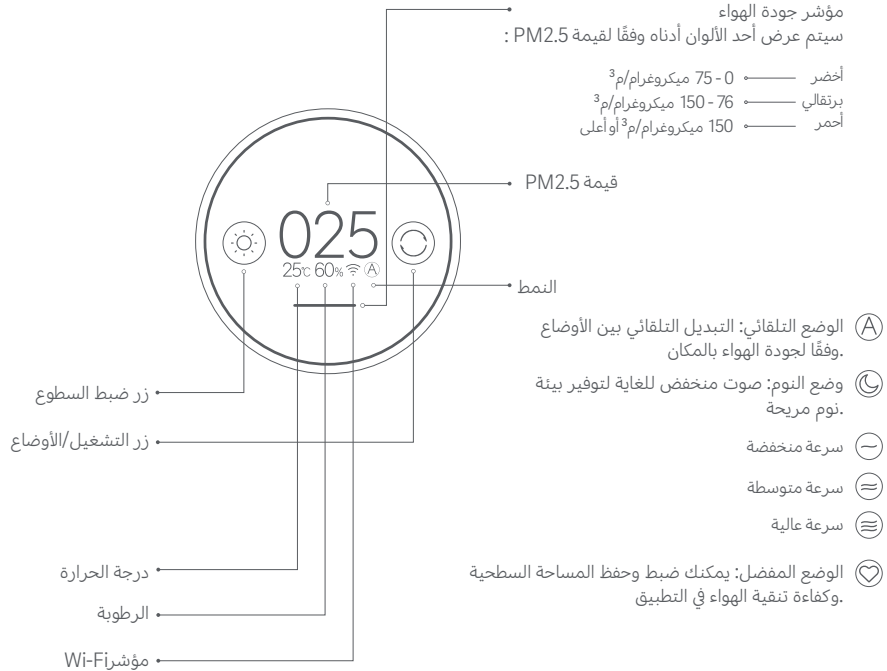 مؤشر جودة الهواء
سيتم عرض أحد الألوان أدناه وفقًا لقيمة PM2.5 :
أخضر 0 - 75 ميكروغرام/م³
برتقالي 76 - 150 ميكروغرام/م³
أحمر 150 ميكروغرام/م³ أو أعلى
قيمة PM2.5
025
25℃ 60% A
النمط
A الوضع التلقائي: التبديل التلقائي بين الأوضاع
.وفقًا لجودة الهواء بالمكان
وضع النوم: صوت منخفض للغاية لتوفير بيئة
.نوم مريحة
سرعة منخفضة
سرعة متوسطة
سرعة عالية
الوضع المفضل: يمكنك ضبط وحفظ المساحة السطحية
.وكفاءة تنقية الهواء في التطبيق
زر ضبط السطوع
زر التشغيل/الأوضاع
درجة الحرارة
الرطوبة
مؤشرWi-Fi